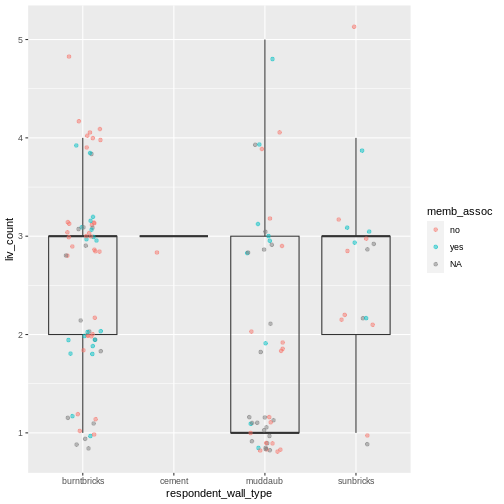 5
4
3
2
1
liv_count
burntbricks cement muddaub sunbricks
respondent_wall_type
memb_assoc
no
yes
NA